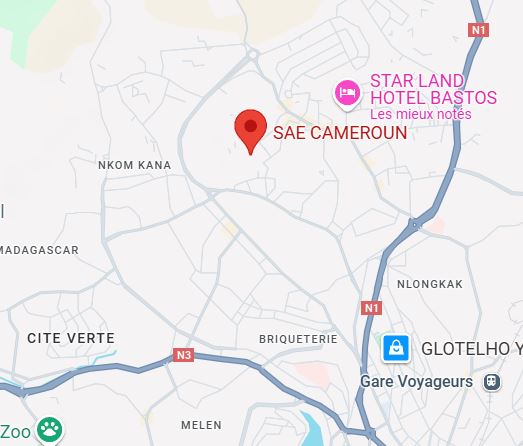 N1
STAR LAND
HOTEL BASTOS
Les mieux notés
SAE CAMEROUN
NKOM KANA
MADAGASCAR
NLONGKAK
N1
CITE VERTE
BRIQUETERIE
GLOTELHO Y
N3
Gare Voyageurs
MELEN
Zoo